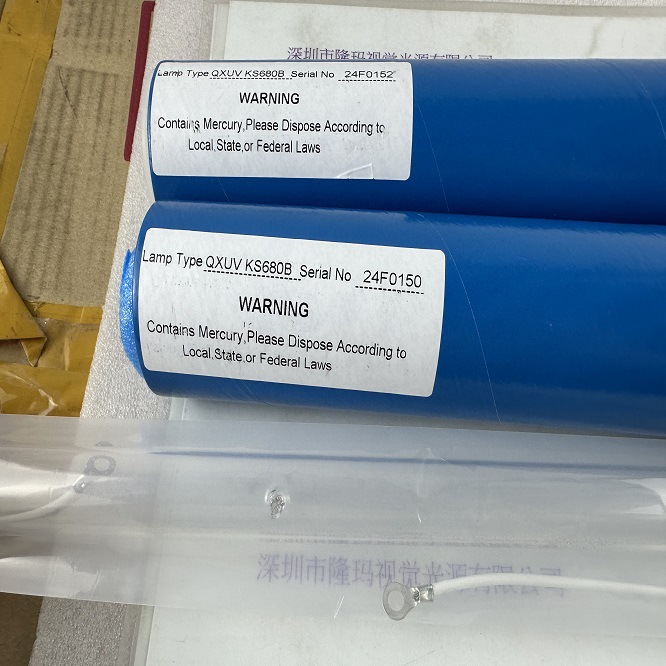 深圳市隆玛视觉光源有限公司
Lamp Type QXUV KS680B Serial No 24F0152
WARNING
Contains Mercury,Please Dispose According to
Local,State,or Federal Laws
Lamp Type QXUV KS680B Serial No 24F0150
WARNING
Contains Mercury,Please Dispose According to
Local,State,or Federal Laws
深圳市隆玛视觉光源有限公司